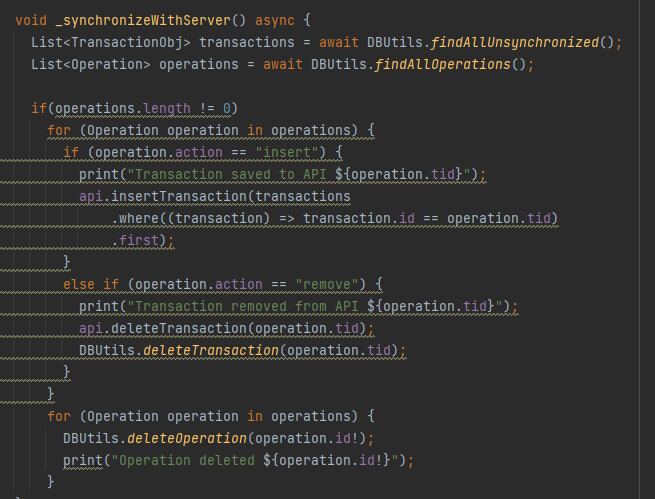 void _synchronizeWithServer() async {
  List<TransactionObj> transactions = await DBUtils.findAllUnsynchronized();
  List<Operation> operations = await DBUtils.findAllOperations();

  if(operations.length != 0)
    for (Operation operation in operations) {
      if (operation.action == "insert") {
        print("Transaction saved to API ${operation.tid}");
        api.insertTransaction(transactions
            .where((transaction) => transaction.id == operation.tid)
            .first);
      }
      else if (operation.action == "remove") {
        print("Transaction removed from API ${operation.tid}");
        api.deleteTransaction(operation.tid);
        DBUtils.deleteTransaction(operation.tid);
      }
    }
    for (Operation operation in operations) {
      DBUtils.deleteOperation(operation.id!);
      print("Operation deleted ${operation.id!}");
    }
}